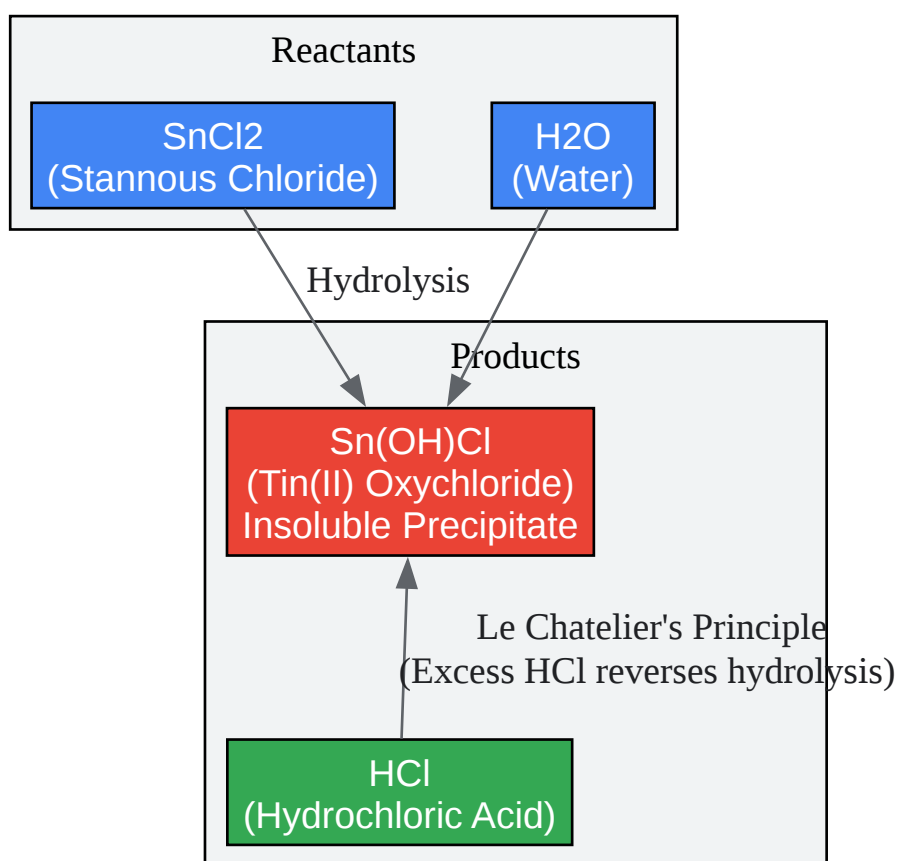 Reactants
SnCl2
(Stannous Chloride)
H2O
(Water)
Hydrolysis
Products
Sn(OH)Cl
(Tin(II) Oxychloride)
Insoluble Precipitate
Le Chatelier's Principle
(Excess HCl reverses hydrolysis)
HCl
(Hydrochloric Acid)